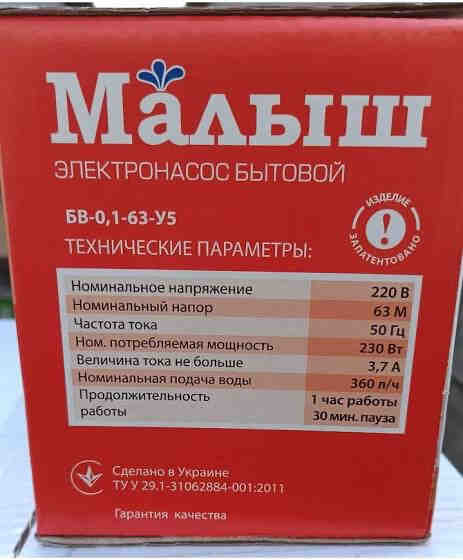 Малыш
ЭЛЕКТРОНАСОС БЫТОВОЙ
БВ-0,1-63-У5
ИЗДЕЛИЕ
ЗАПАТЕНТОВАНО
ТЕХНИЧЕСКИЕ ПАРАМЕТРЫ:
Номинальное напряжение 220 В
Номинальный напор 63 М
Частота тока 50 Гц
Ном. потребляемая мощность 230 Вт
Величина тока не больше 3,7 А
Номинальная подача воды 360 л/ч
Продолжительность 1 час работы
работы 30 мин. пауза
Сделано в Украине
ТУ У 29.1-31062884-001:2011
Гарантия качества